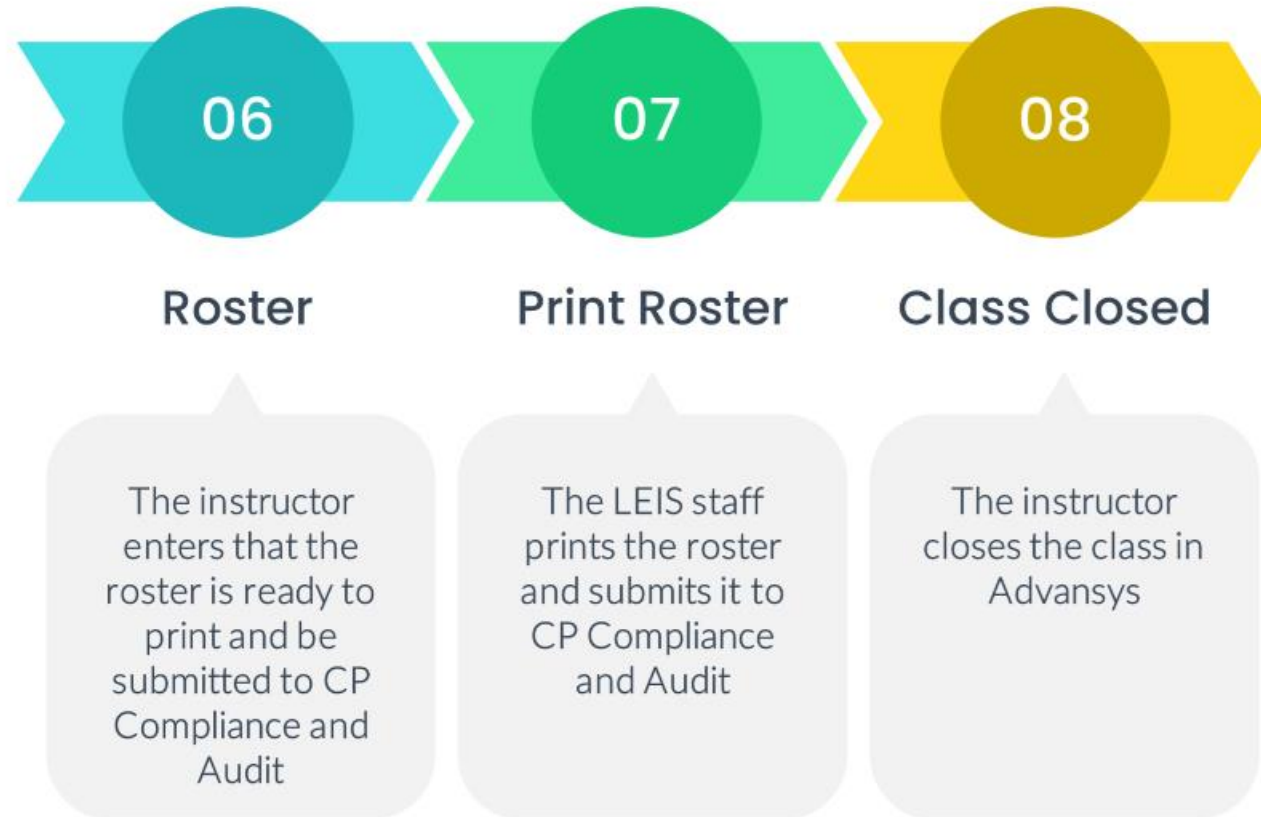 06
07
08
Roster
Print Roster
Class Closed
The instructor
enters that the
roster is ready to
print and be
submitted to CP
Compliance and
Audit
The LEIS staff
prints the roster
and submits it to
CP Compliance
and Audit
The instructor
closes the class in
Advansys